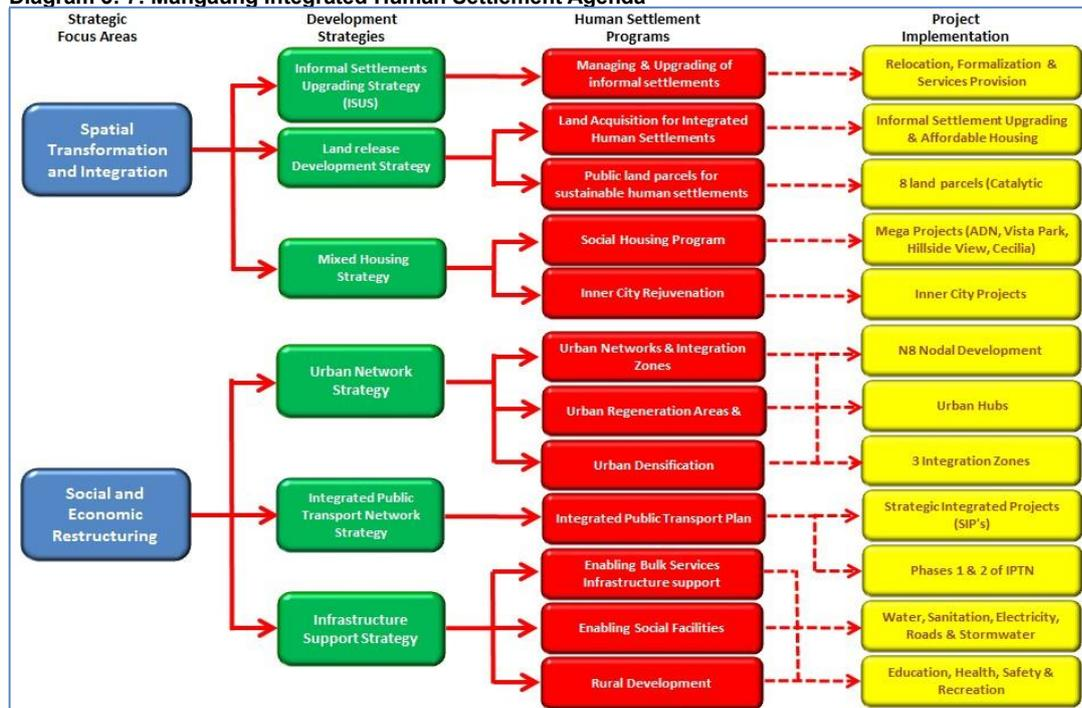 Diagram 3. 7: Mangaung Integrated Human Settlement Agenda
Strategic
Focus Areas
Development
Strategies
Human Settlement
Programs
Project
Implementation
Spatial
Transformation
and Integration
Informal Settlements
Upgrading Strategy
(ISUS)
Land release
Development Strategy
Mixed Housing
Strategy
Managing & Upgrading of
informal settlements
Land Acquisition for Integrated
Human Settlements
Public land parcels for
sustainable human settlements
Social Housing Program
Inner City Rejuvenation
Relocation, Formalization &
Services Provision
Informal Settlement Upgrading
& Affordable Housing
8 land parcels (Catalytic
Mega Projects (ADN, Vista Park,
Hillside View, Cecilia)
Inner City Projects
Social and
Economic
Restructuring
Urban Network
Strategy
Integrated Public
Transport Network
Strategy
Infrastructure
Support Strategy
Urban Networks & Integration
Zones
Urban Regeneration Areas &
Urban Densification
Integrated Public Transport Plan
Enabling Bulk Services
Infrastructure support
Enabling Social Facilities
Rural Development
N8 Nodal Development
Urban Hubs
3 Integration Zones
Strategic Integrated Projects
(SIP's)
Phases 1 & 2 of IPTN
Water, Sanitation, Electricity,
Roads & Stormwater
Education, Health, Safety &
Recreation